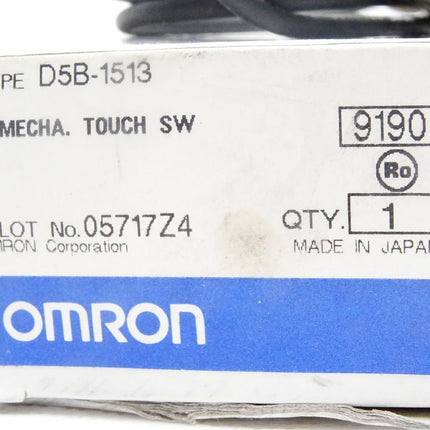 PE D5B-1513
MECHA. TOUCH SW
9190
Ro
LOT No. 05717Z4
QTY. 1
MRON Corporation
MADE IN JAPAN
OMRON